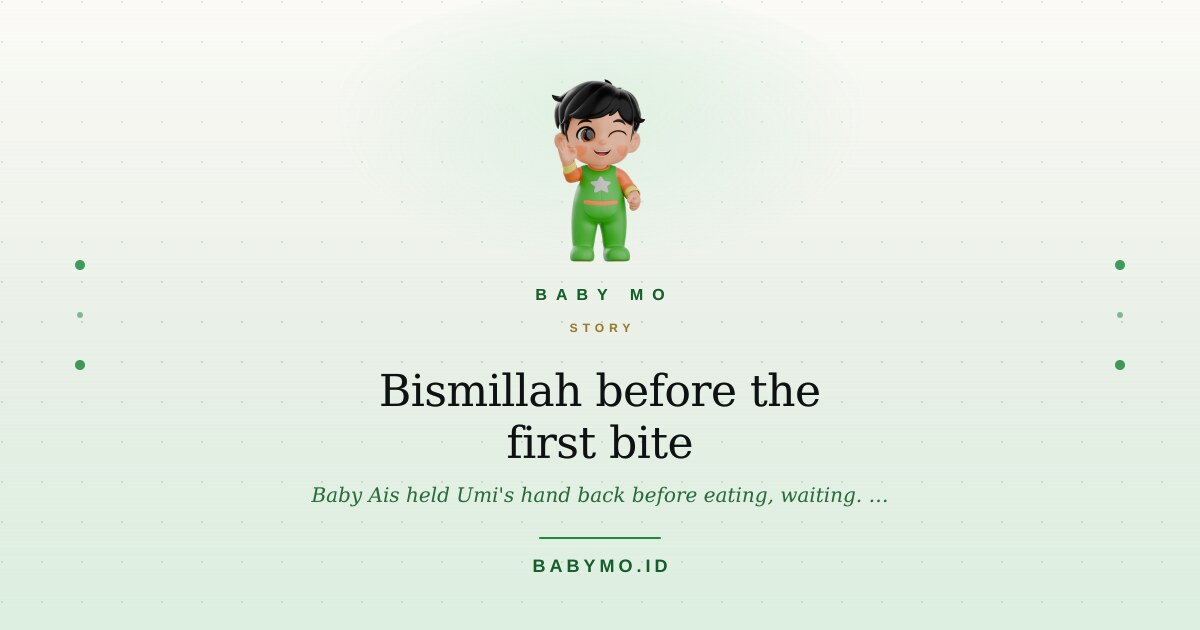 BABY MO
STORY
Bismillah before the
first bite
Baby Ais held Umi's hand back before eating, waiting. ...
BABYMO.ID